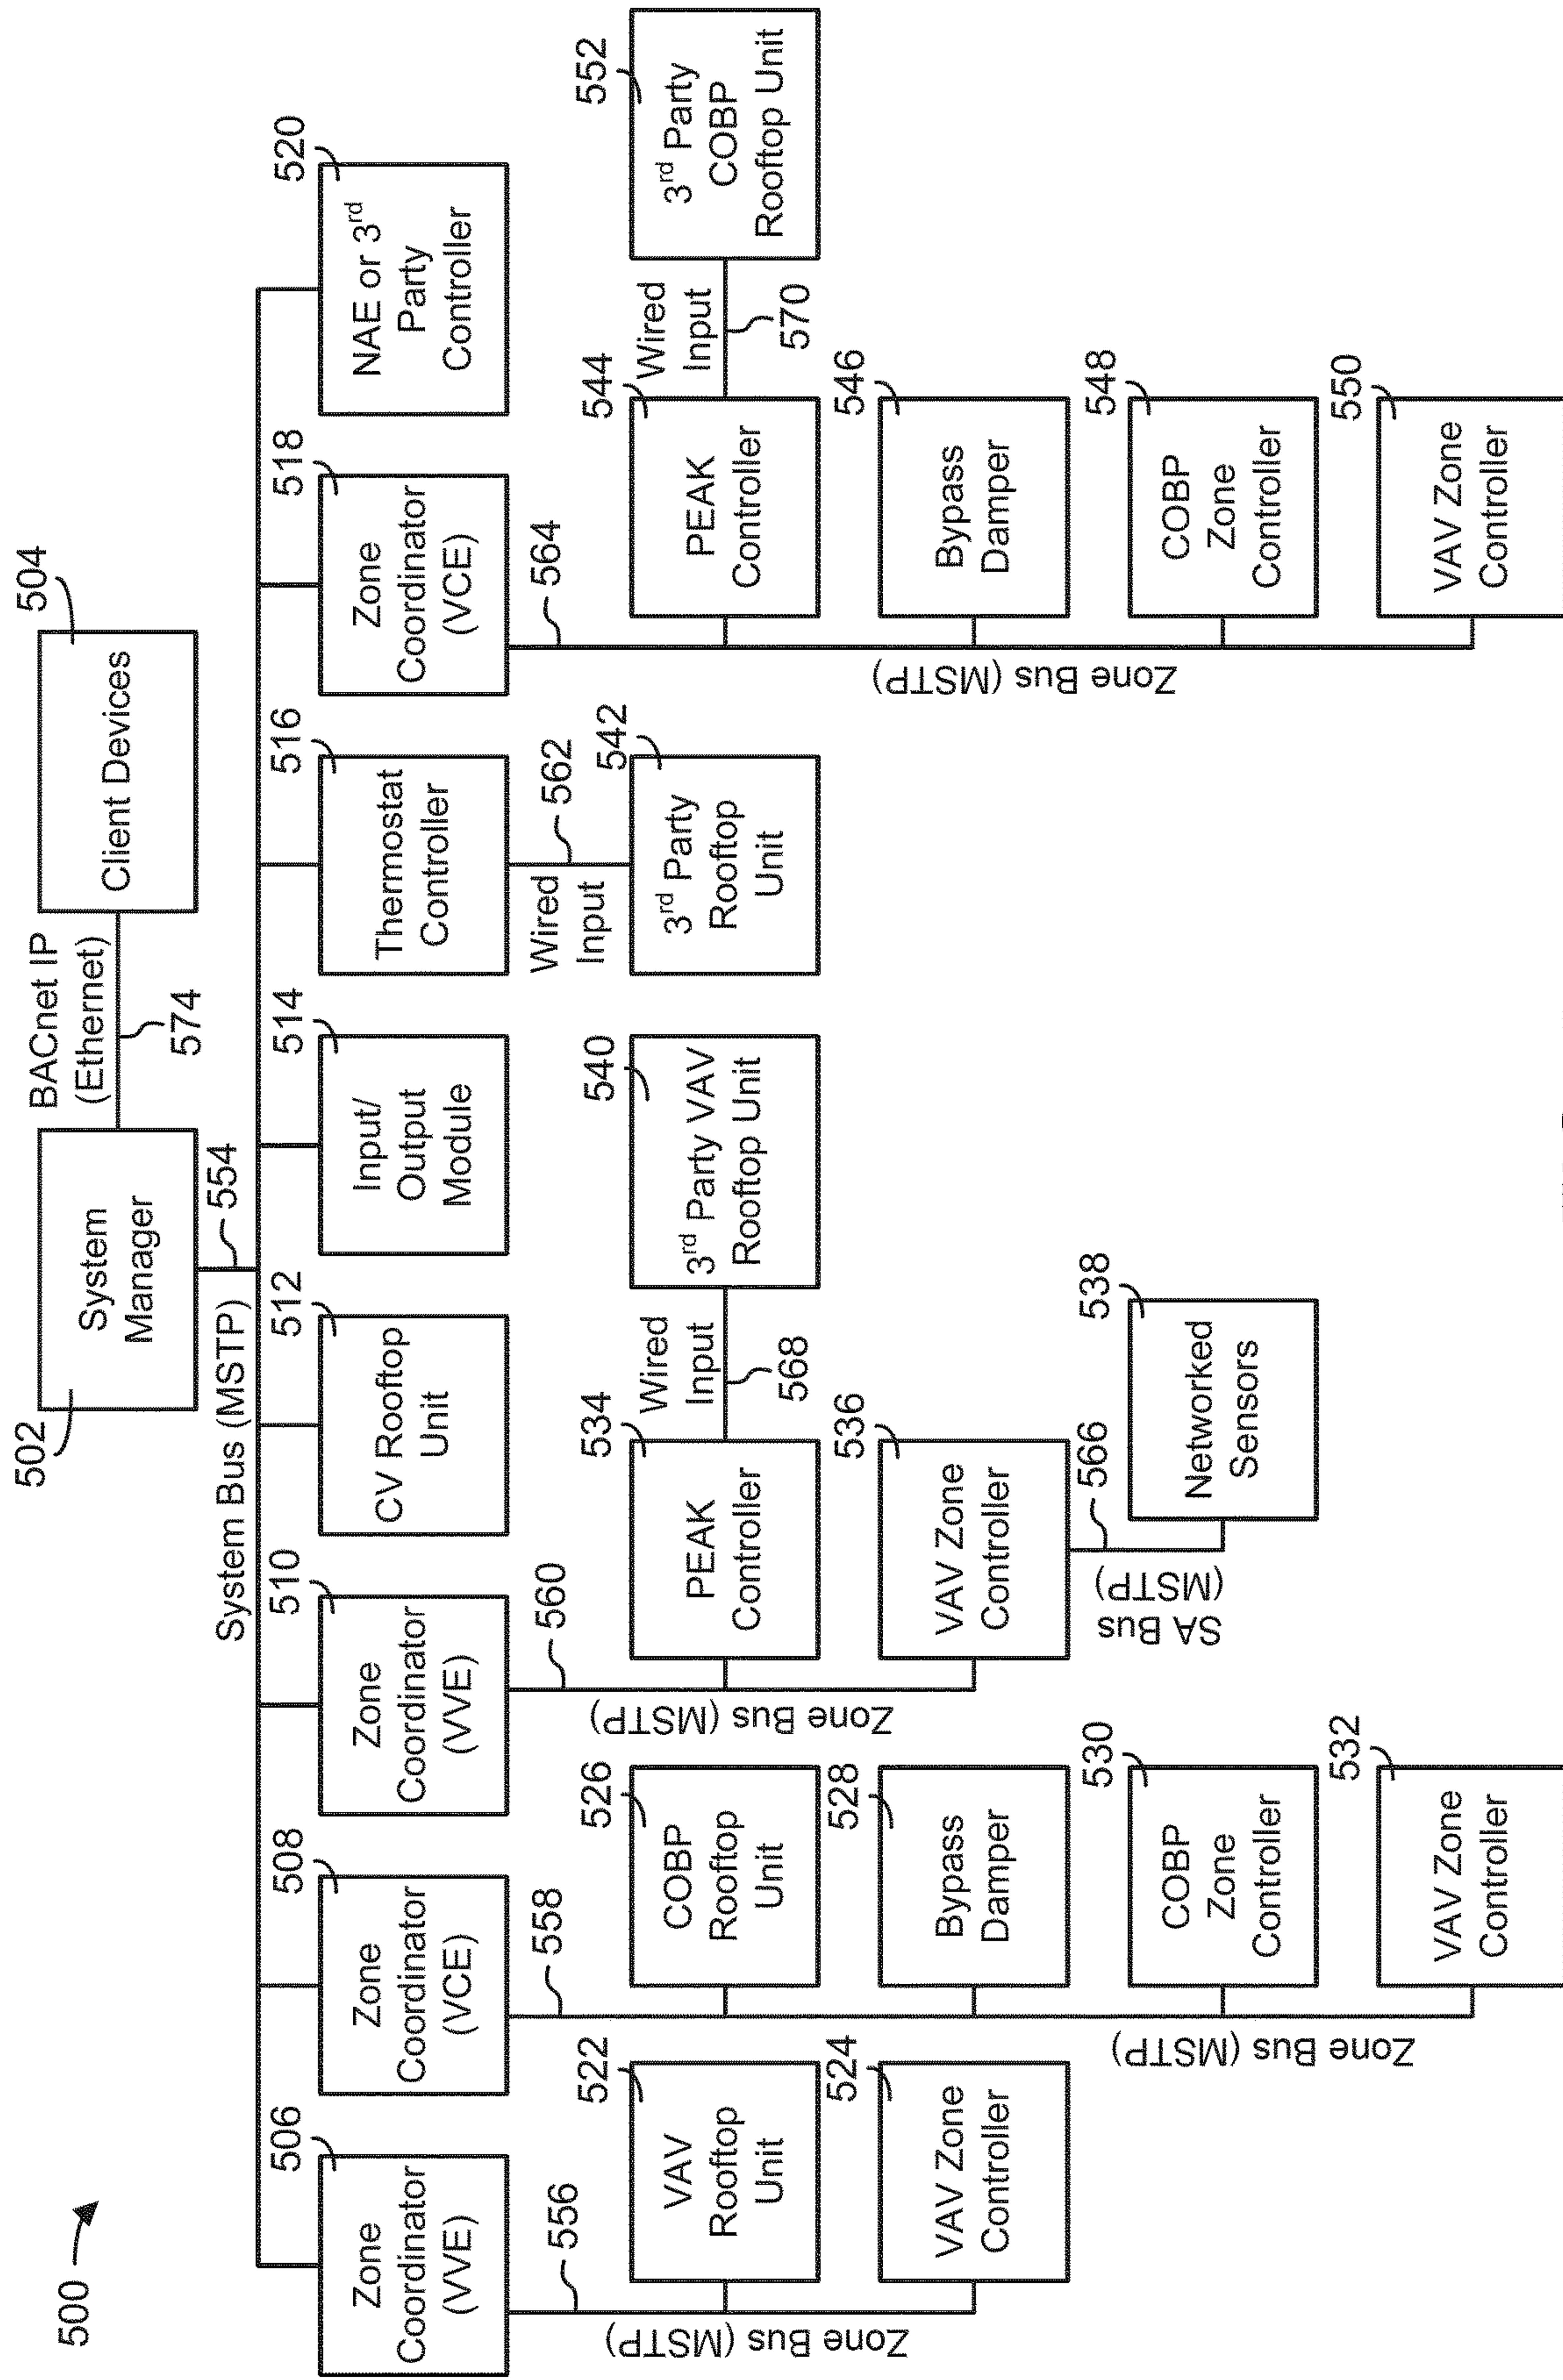 500
502
System
Manager
BACnet IP
(Ethernet)
574
504
Client Devices
System Bus (MSTP)
554
506
Zone
Coordinator
(VVE)
508
Zone
Coordinator
(VCE)
510
Zone
Coordinator
(VVE)
512
CV Rooftop
Unit
514
Input/
Output
Module
516
Thermostat
Controller
518
Zone
Coordinator
(VCE)
520
NAE or 3rd
Party
Controller
556
Zone Bus (MSTP)
522
VAV
Rooftop
Unit
524
VAV Zone
Controller
558
Zone Bus (MSTP)
526
COBP
Rooftop
Unit
528
Bypass
Damper
530
COBP
Zone
Controller
532
VAV Zone
Controller
560
Zone Bus (MSTP)
534
PEAK
Controller
Wired
Input
568
540
3rd Party VAV
Rooftop Unit
536
VAV Zone
Controller
566
SA Bus
(MSTP)
538
Networked
Sensors
Wired
Input
562
542
3rd Party
Rooftop
Unit
564
Zone Bus (MSTP)
544
PEAK
Controller
Wired
Input
570
552
3rd Party
COBP
Rooftop Unit
546
Bypass
Damper
548
COBP
Zone
Controller
550
VAV Zone
Controller